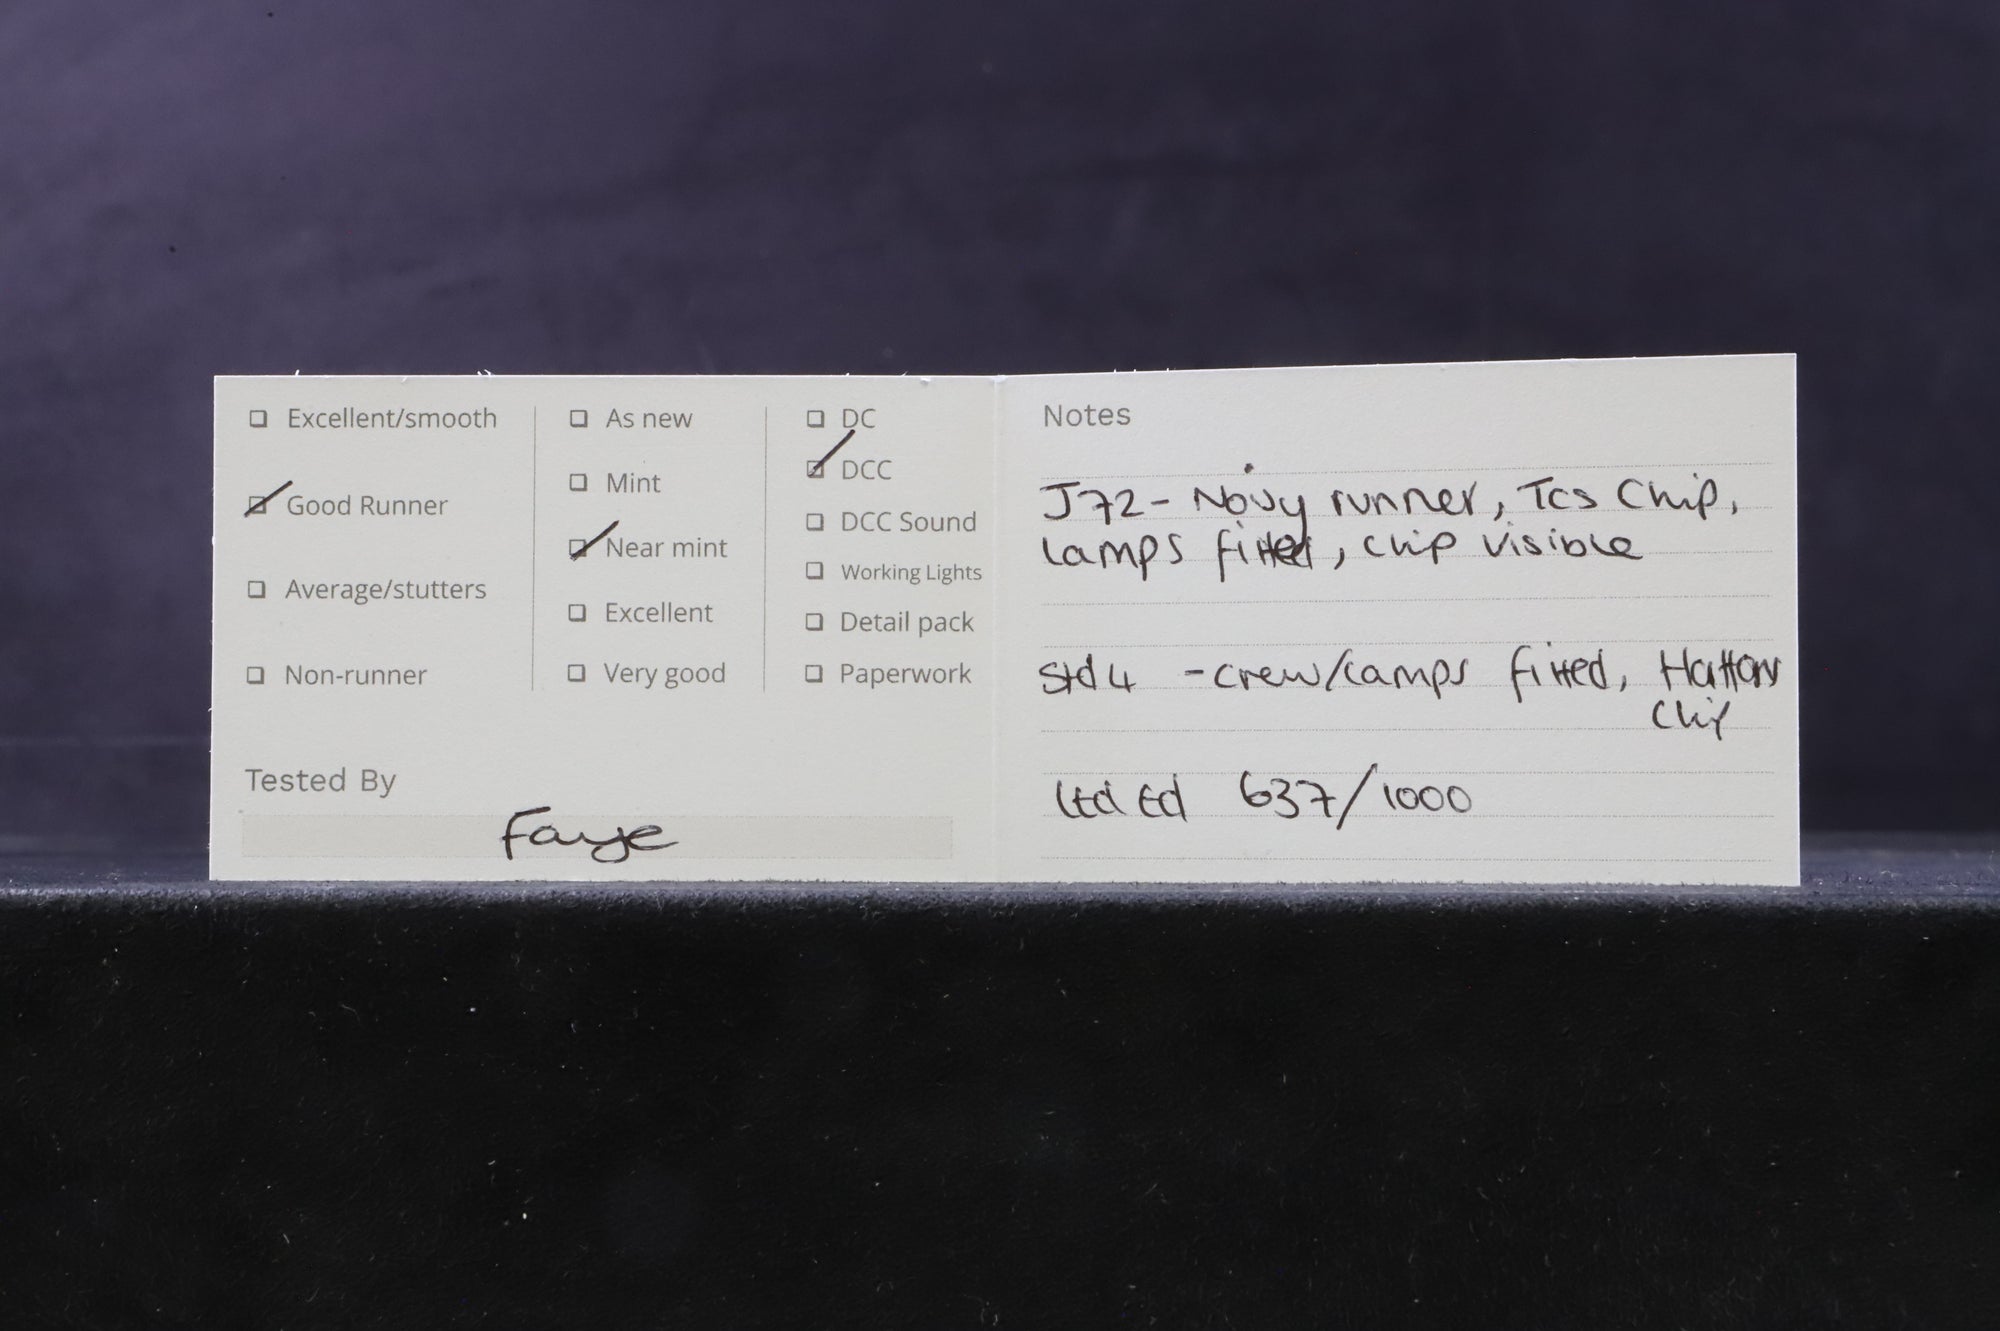 Excellent/smooth
Good Runner
Average/stutters
Non-runner
As new
Mint
Near mint
Excellent
Very good
DC
DCC
DCC Sound
Working Lights
Detail pack
Paperwork
Tested By
Faye
Notes
J72 - Noisy runner, Tcs Chip,
lamps fitted, chip visible
Std 4 - crew/lamps fitted, Hattons
Chip
Ltd Ed 637/1000